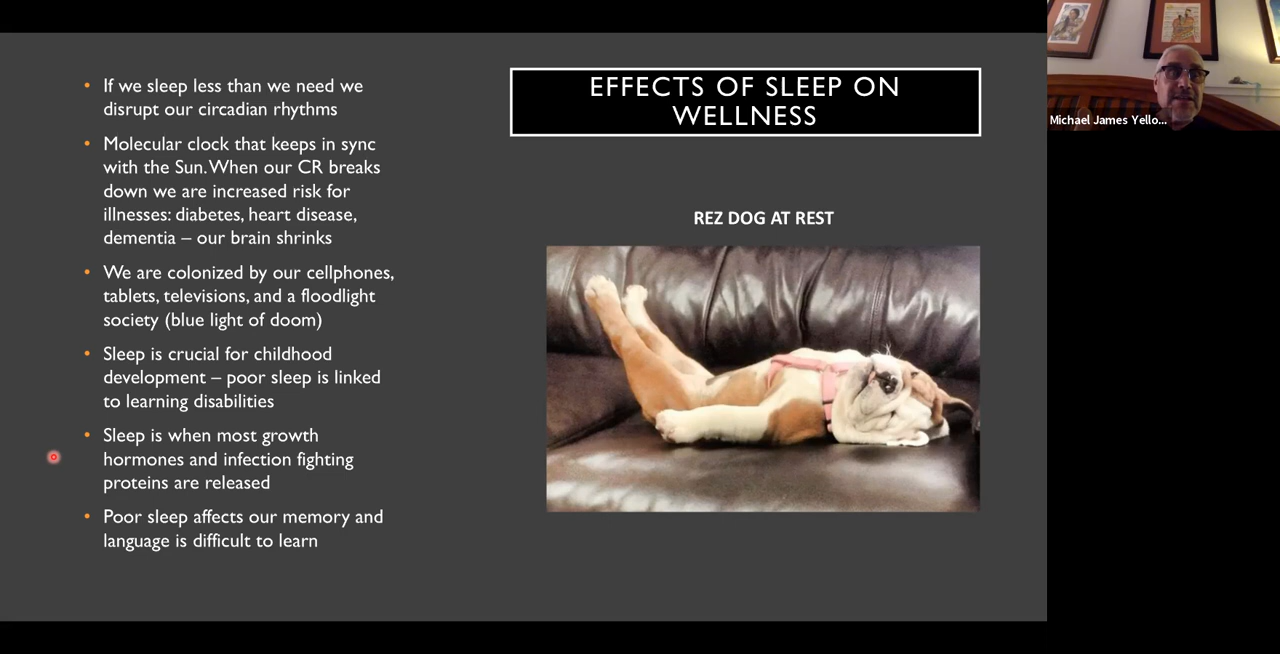 EFFECTS OF SLEEP ON
WELLNESS
If we sleep less than we need we
disrupt our circadian rhythms
Molecular clock that keeps in sync
with the Sun. When our CR breaks
down we are increased risk for
illnesses: diabetes, heart disease,
dementia – our brain shrinks
We are colonized by our cellphones,
tablets, televisions, and a floodlight
society (blue light of doom)
Sleep is crucial for childhood
development – poor sleep is linked
to learning disabilities
Sleep is when most growth
hormones and infection fighting
proteins are released
Poor sleep affects our memory and
language is difficult to learn
REZ DOG AT REST
Michael James Yello...